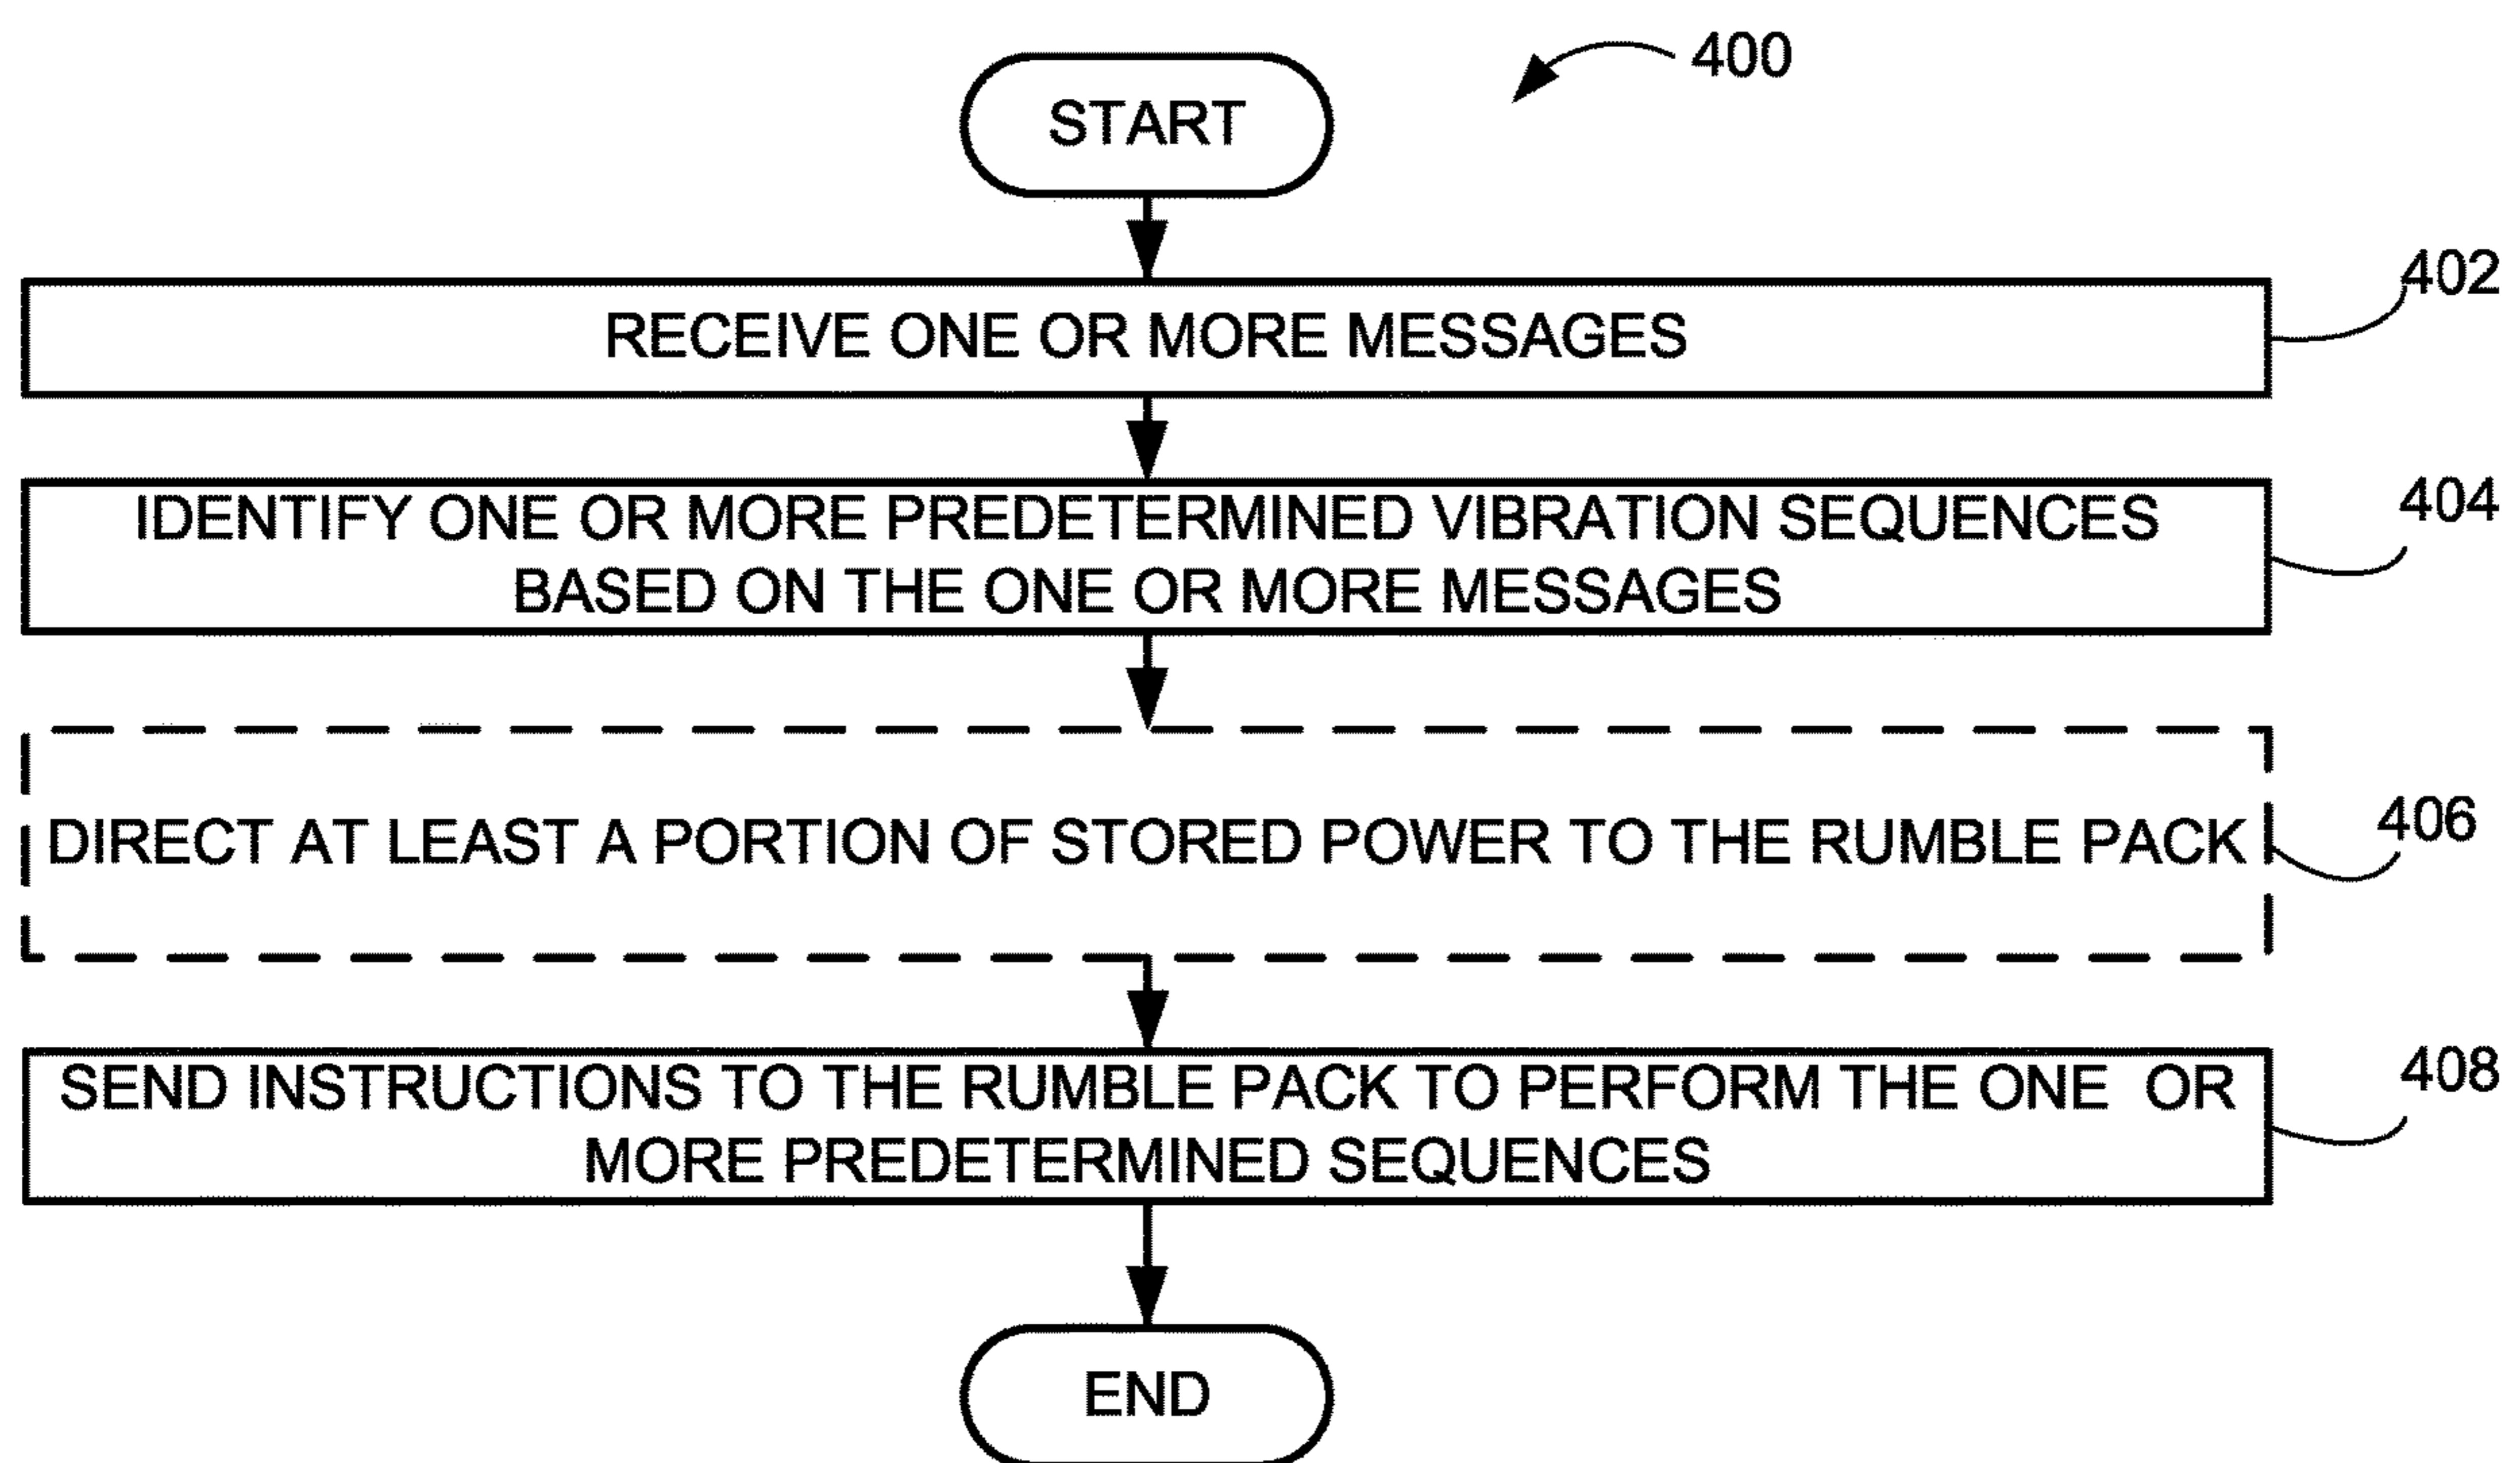 400
START
402
RECEIVE ONE OR MORE MESSAGES
404
IDENTIFY ONE OR MORE PREDETERMINED VIBRATION SEQUENCES
BASED ON THE ONE OR MORE MESSAGES
406
DIRECT AT LEAST A PORTION OF STORED POWER TO THE RUMBLE PACK
408
SEND INSTRUCTIONS TO THE RUMBLE PACK TO PERFORM THE ONE OR
MORE PREDETERMINED SEQUENCES
END